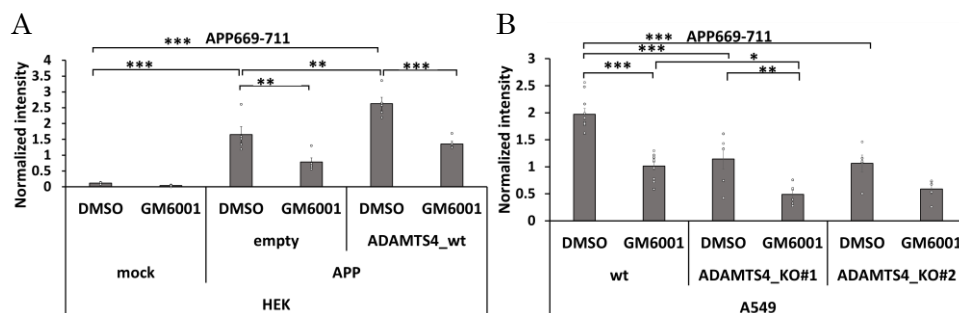 A
*** APP669-711
*** ** ***
**
Normalized intensity
4
3.5
3
2.5
2
1.5
1
0.5
0
DMSO GM6001 DMSO GM6001 DMSO GM6001
empty ADAMTS4_wt
mock APP
HEK
B
*** APP669-711
***
*** *
**
Normalized intensity
2.5
2
1.5
1
0.5
0
DMSO GM6001 DMSO GM6001 DMSO GM6001
wt ADAMTS4_KO#1 ADAMTS4_KO#2
A549